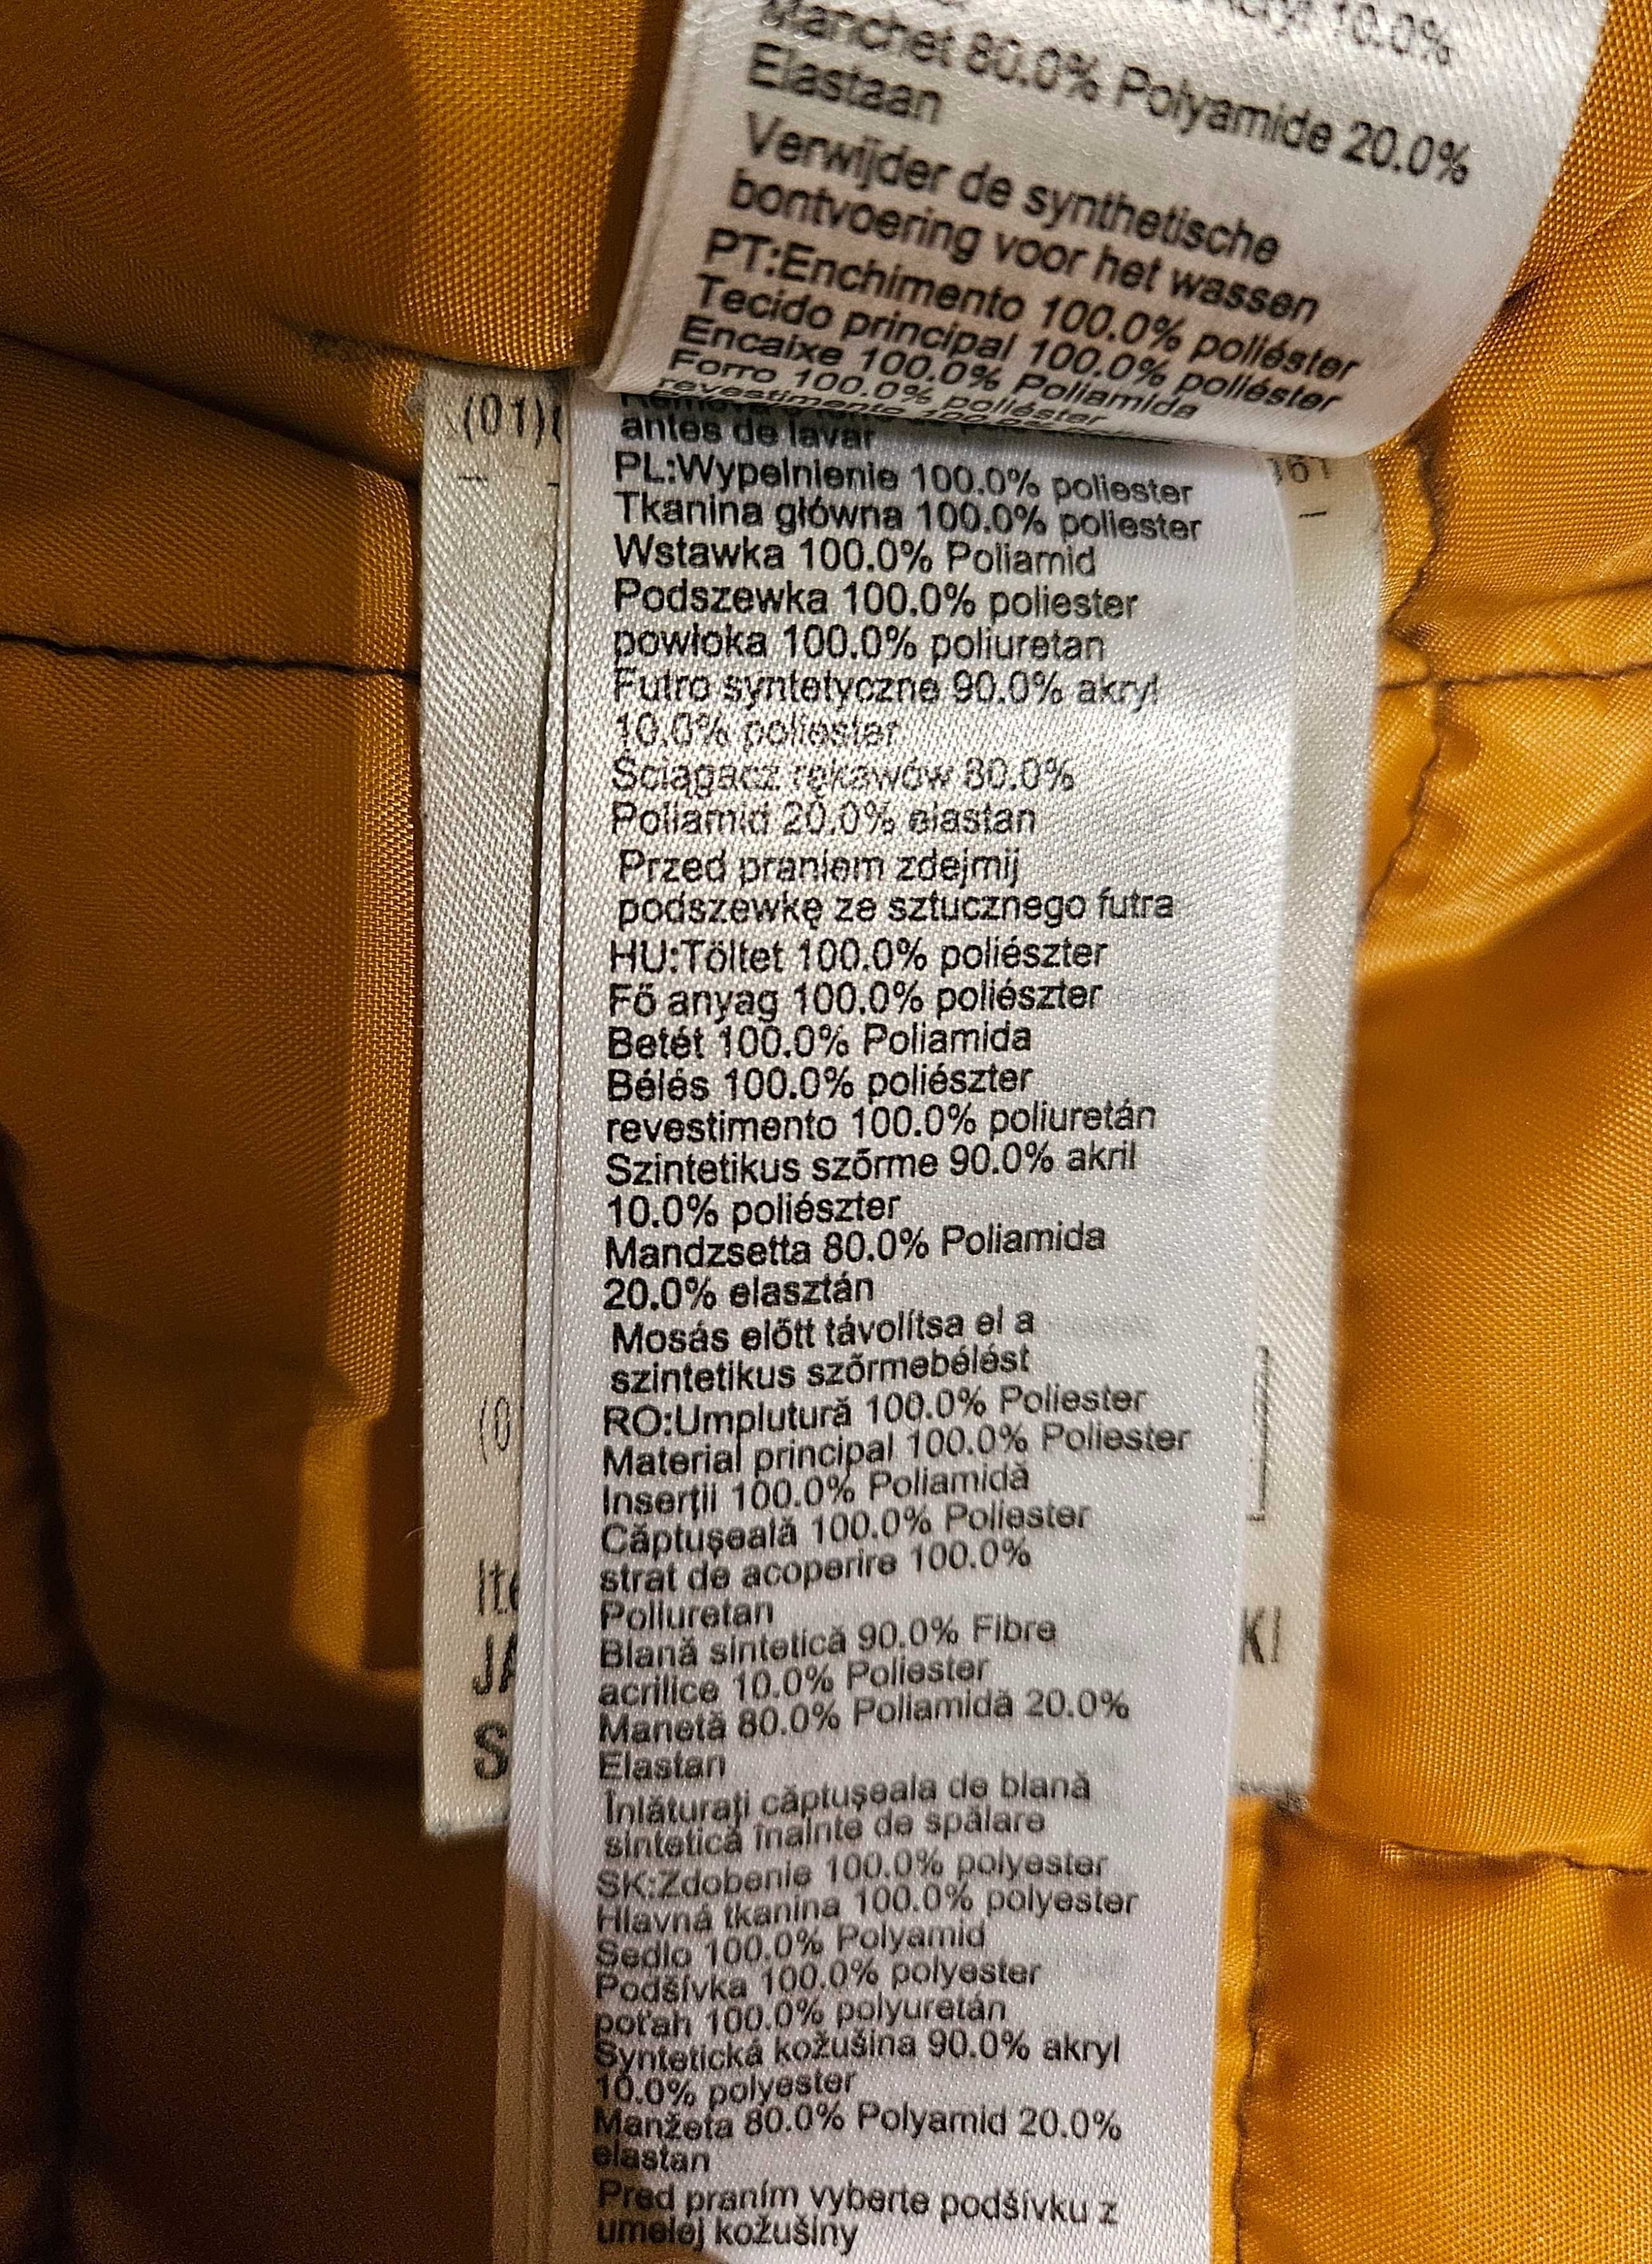 10.0%
Manchet 80.0% Polyamide 20.0%
Elastaan
Verwijder de synthetische
bontvoering voor het wassen
PT:Enchimento 100.0% poliéster
Tecido principal 100.0% poliéster
Encaixe 100.0% Poliamida
Forro 100.0% poliéster
revestimento
(01)
antes de lavar
PL:Wypełnienie 100.0% poliester
Tkanina główna 100.0% poliester
Wstawka 100.0% Poliamid
Podszewka 100.0% poliester
powłoka 100.0% poliuretan
Futro syntetyczne 90.0% akryl
10.0% poliester
Ściągacz rękawów 80.0%
Poliamid 20.0% elastan
Przed praniem zdejmij
podszewkę ze sztucznego futra
HU:Töltet 100.0% poliészter
Fő anyag 100.0% poliészter
Betét 100.0% Poliamida
Bélés 100.0% poliészter
revestimento 100.0% poliuretán
Szintetikus szőrme 90.0% akril
10.0% poliészter
Mandzsetta 80.0% Poliamida
20.0% elasztán
Mosás előtt távolítsa el a
szintetikus szőrmebélést
RO:Umplutură 100.0% Poliester
Material principal 100.0% Poliester
Inserții 100.0% Poliamidă
Căptușeală 100.0% Poliester
strat de acoperire 100.0%
Poliuretan
Blană sintetică 90.0% Fibre
acrilice 10.0% Poliester
Manetă 80.0% Poliamidă 20.0%
Elastan
Înlăturați căptușeala de blană
sintetică înainte de spălare
SK:Zdobenie 100.0% polyester
Hlavná tkanina 100.0% polyester
Sedlo 100.0% Polyamid
Podšívka 100.0% polyester
poťah 100.0% polyuretán
Syntetická kožušina 90.0% akryl
10.0% polyester
Manžeta 80.0% Polyamid 20.0%
elastan
Pred praním vyberte podšívku z
umelej kožušiny